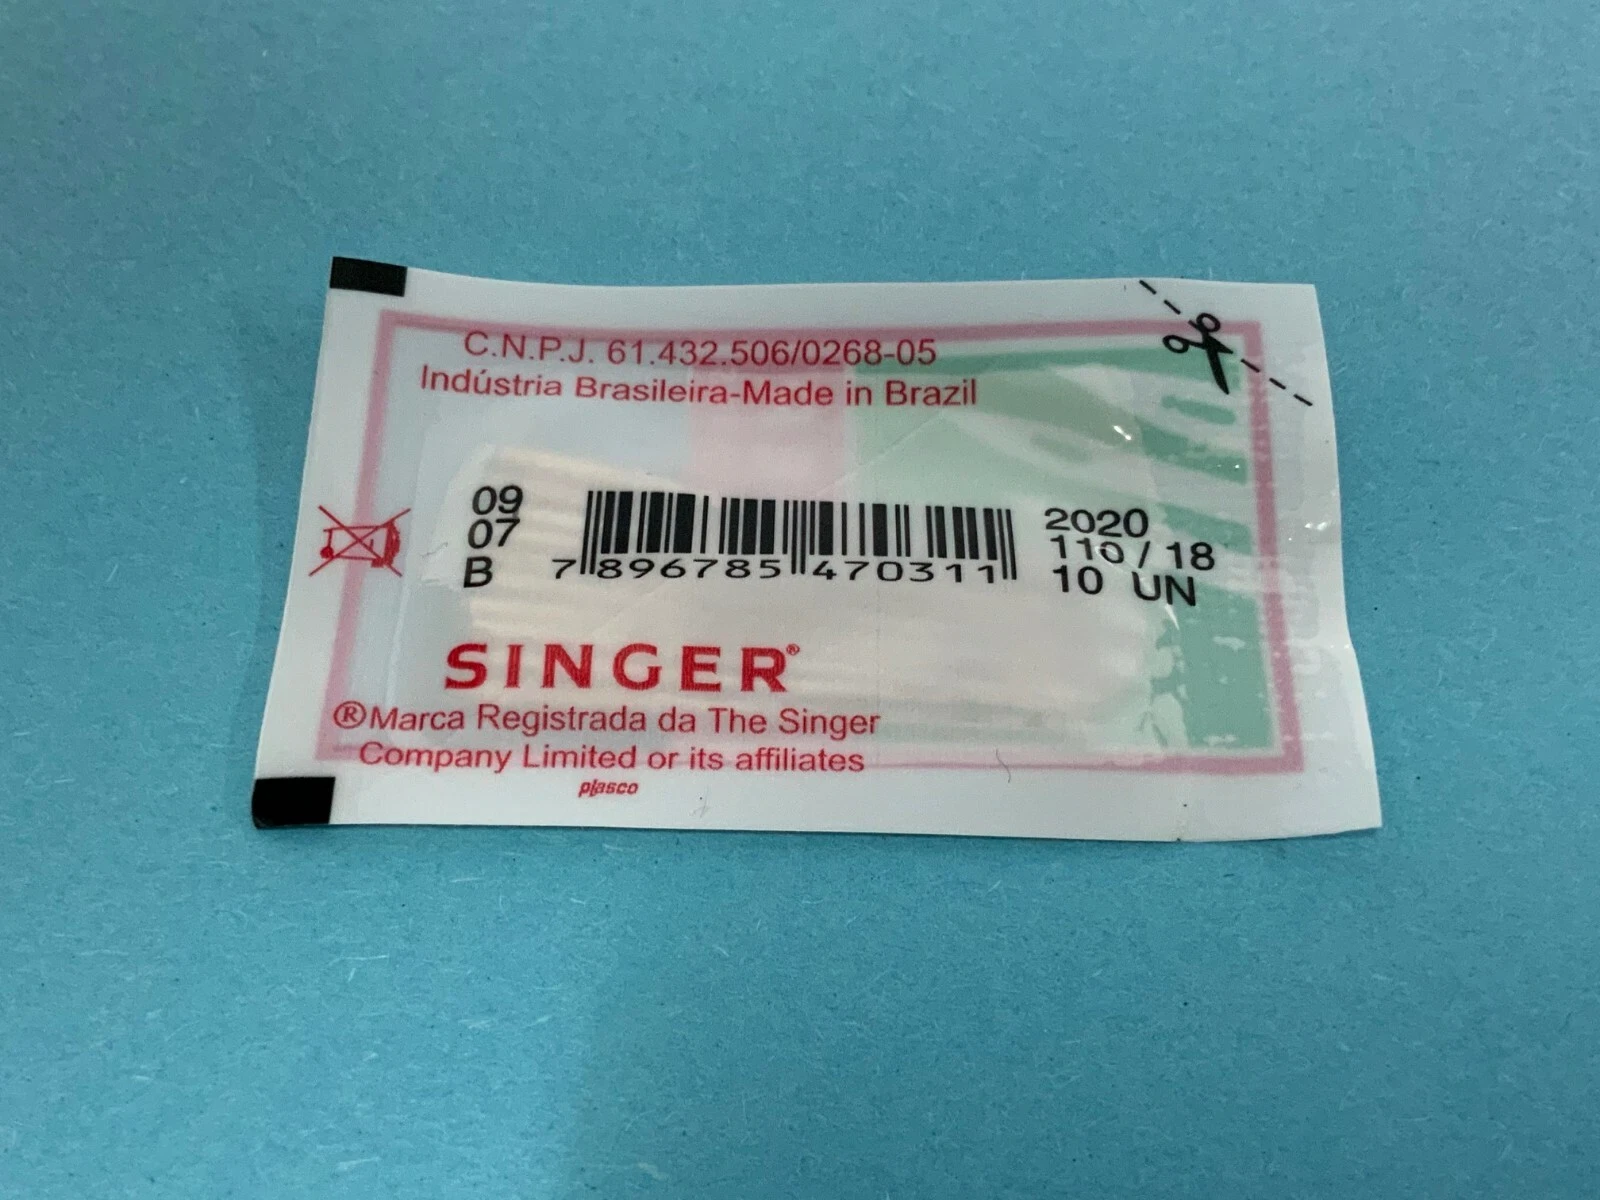 C.N.P.J. 61.432.506/0268-05
Indústria Brasileira-Made in Brazil
09
07
B
7 896785 470311
2020
110 / 18
10 UN
SINGER®
®Marca Registrada da The Singer
Company Limited or its affiliates
plasco